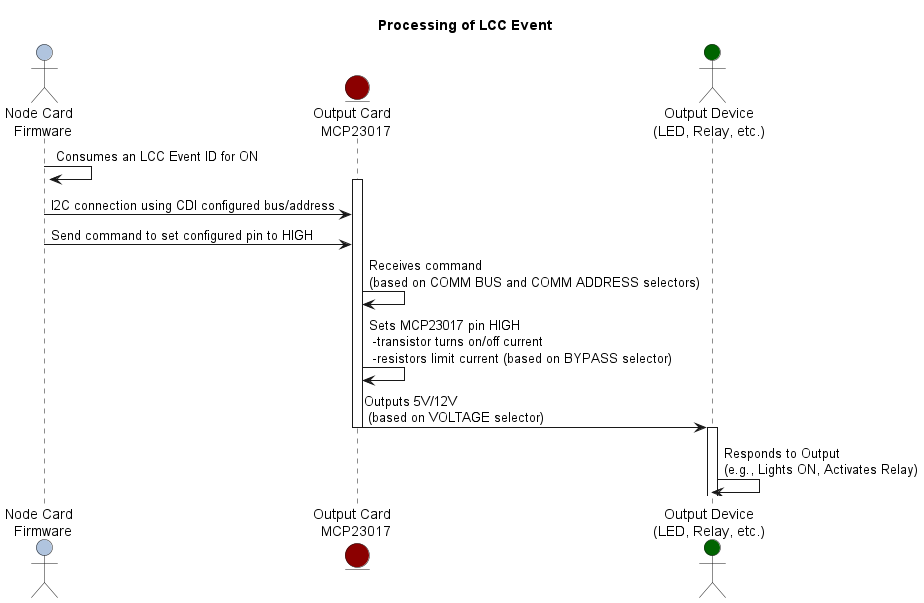 Processing of LCC Event
Node Card
Firmware
Output Card
MCP23017
Output Device
(LED, Relay, etc.)
Consumes an LCC Event ID for ON
I2C connection using CDI configured bus/address
Send command to set configured pin to HIGH
Receives command
(based on COMM BUS and COMM ADDRESS selectors)
Sets MCP23017 pin HIGH
-transistor turns on/off current
-resistors limit current (based on BYPASS selector)
Outputs 5V/12V
(based on VOLTAGE selector)
Responds to Output
(e.g., Lights ON, Activates Relay)
Node Card
Firmware
Output Card
MCP23017
Output Device
(LED, Relay, etc.)